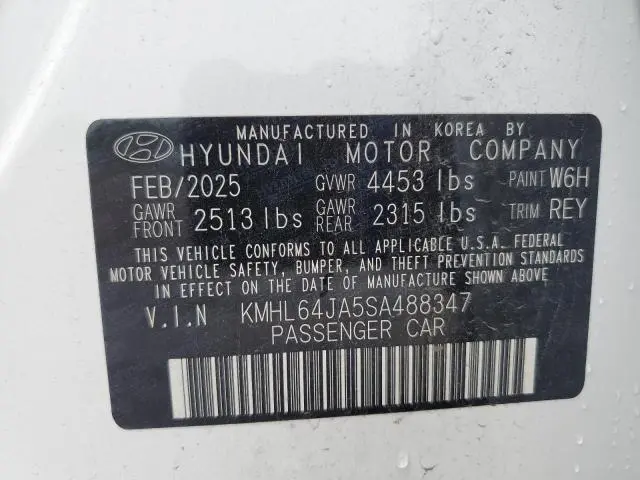 MANUFACTURED IN KOREA BY
HYUNDAI MOTOR COMPANY
FEB/2025 GVWR 4453 lbs PAINT W6H
GAWR FRONT 2513 lbs GAWR REAR 2315 lbs TRIM REY
THIS VEHICLE CONFORMS TO ALL APPLICABLE U.S.A. FEDERAL
MOTOR VEHICLE SAFETY, BUMPER, AND THEFT PREVENTION STANDARDS
IN EFFECT ON THE DATE OF MANUFACTURE SHOWN ABOVE
V.I.N KMHL64JA5SA488347
PASSENGER CAR